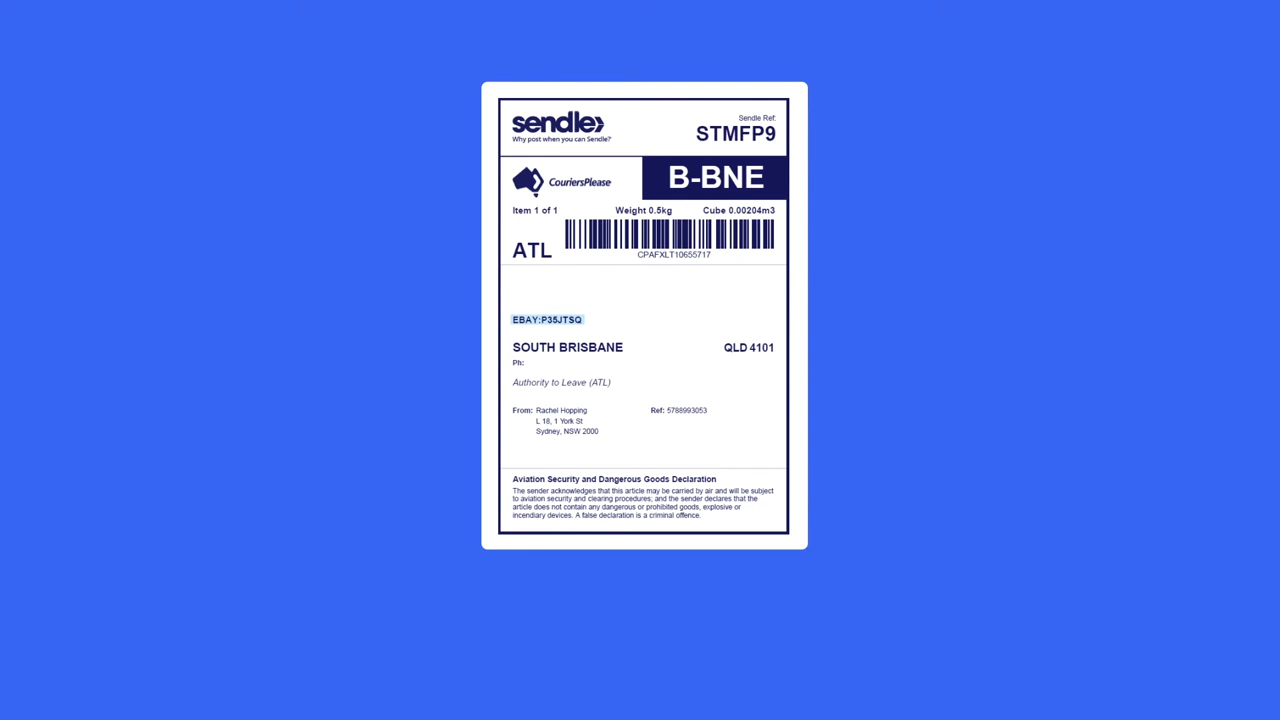 sendle
Why post when you can Sendle?
Sendle Ref:
STMFP9
CouriersPlease
B-BNE
Item 1 of 1 Weight 0.5kg Cube 0.00204m3
ATL
CPAFXLT10655717
EBAY:P35JTSQ
SOUTH BRISBANE QLD 4101
Ph:
Authority to Leave (ATL)
From: Rachel Hopping Ref: 5788993053
L 18, 1 York St
Sydney, NSW 2000
Aviation Security and Dangerous Goods Declaration
The sender acknowledges that this article may be carried by air and will be subject
to aviation security and clearing procedures; and the sender declares that the
article does not contain any dangerous or prohibited goods, explosive or
incendiary devices. A false declaration is a criminal offence.